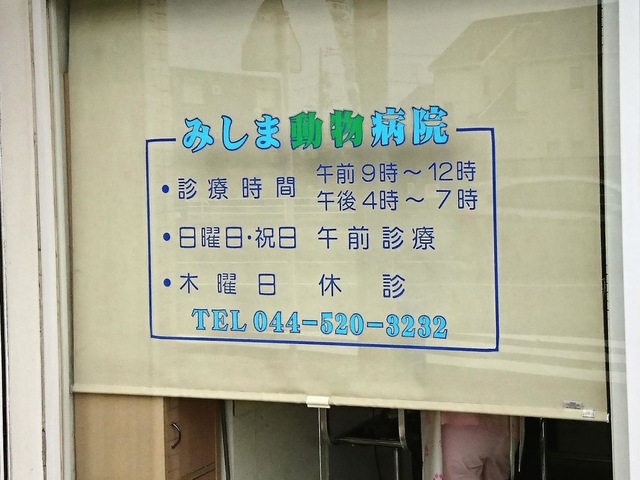 みしま動物病院
•診療時間 午前9時～12時
午後4時～7時
•日曜日・祝日 午前診療
•木曜日 休診
TEL 044-520-3232